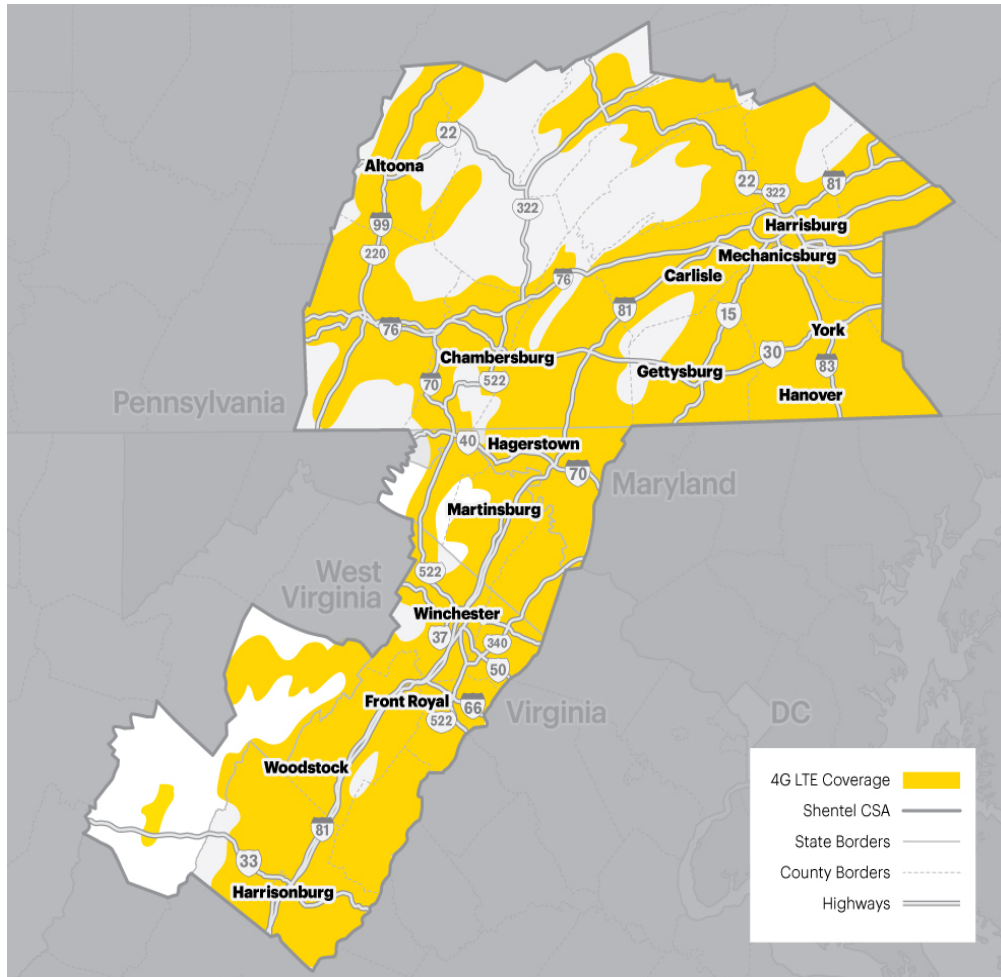 22
Altoona
81
22
322
322
99
Harrisburg
220
Mechanicsburg
Carlisle
76
81
15
76
York
30
Chambersburg
Gettysburg
83
70
522
Hanover
Pennsylvania
40
Hagerstown
70
Maryland
Martinsburg
522
West
Virginia
Winchester
37
340
50
Front Royal
66
522
Virginia
DC
Woodstock
4G LTE Coverage
Shentel CSA
81
State Borders
33
County Borders
Harrisonburg
Highways